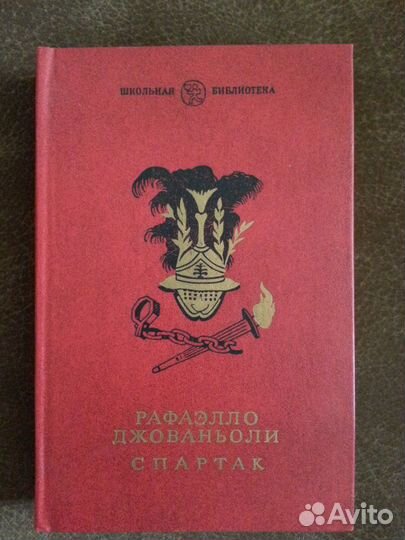 ШКОЛЬНАЯ БИБЛИОТЕКА
РАФАЭЛЛО
ДЖОВАНЬОЛИ
СПАРТАК
Avito